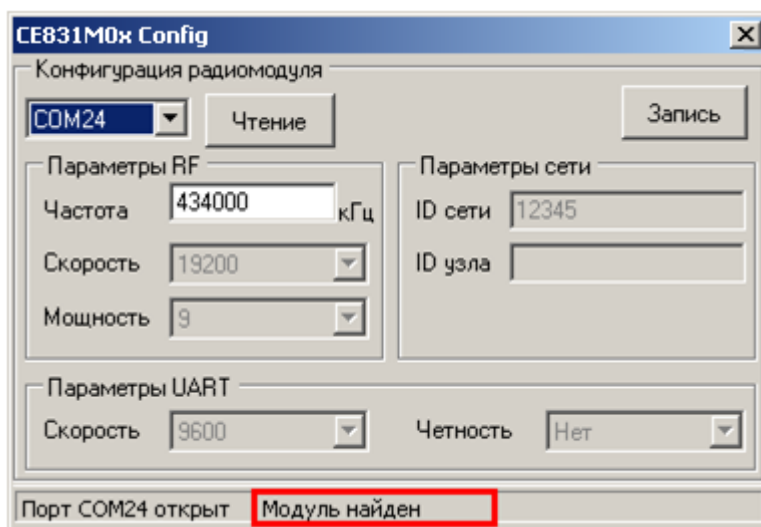 CE831M0x Config
Конфигурация радиомодуля
COM24
Чтение
Запись
Параметры RF
Параметры сети
Частота 434000 кГц
ID сети 12345
Скорость 19200
ID узла
Мощность 9
Параметры UART
Скорость 9600
Четность Нет
Порт COM24 открыт
Модуль найден